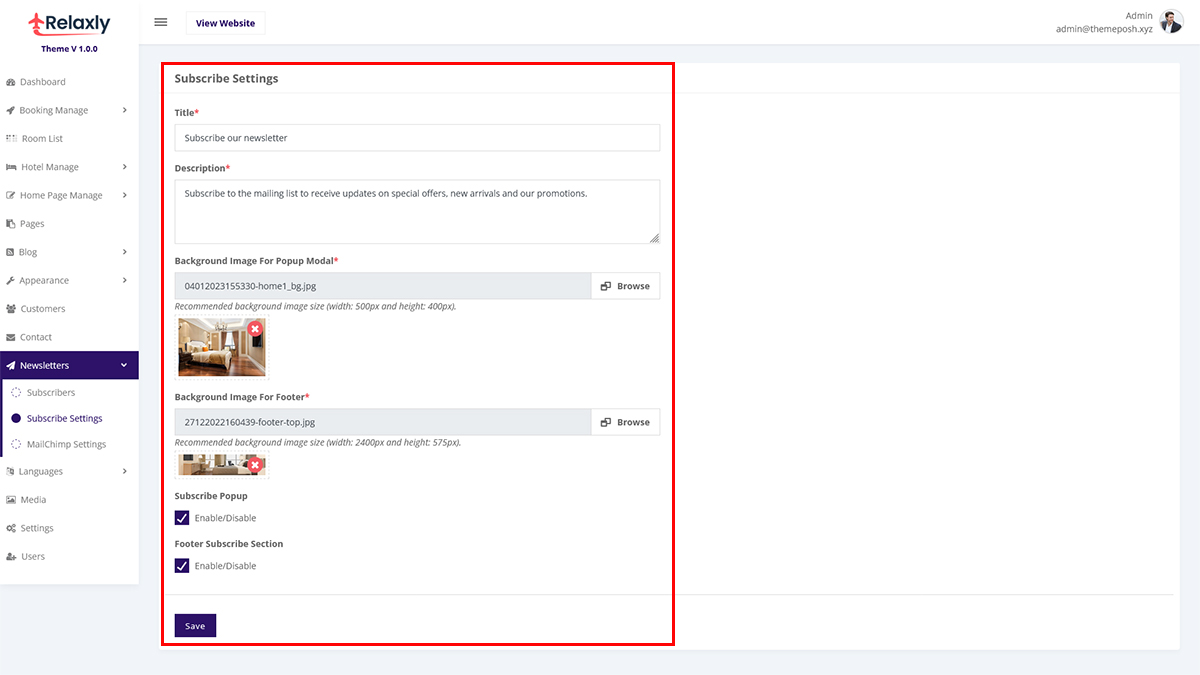 Relaxly
Theme V 1.0.0
View Website
Admin
admin@themeposh.xyz
Dashboard
Booking Manage
Room List
Hotel Manage
Home Page Manage
Pages
Blog
Appearance
Customers
Contact
Newsletters
Subscribers
Subscribe Settings
MailChimp Settings
Languages
Media
Settings
Users
Subscribe Settings
Title*
Subscribe our newsletter
Description*
Subscribe to the mailing list to receive updates on special offers, new arrivals and our promotions.
Background Image For Popup Modal*
04012023155330-home1_bg.jpg
Browse
Recommended background image size (width: 500px and height: 400px).
Background Image For Footer*
27122022160439-footer-top.jpg
Browse
Recommended background image size (width: 2400px and height: 575px).
Subscribe Popup
Enable/Disable
Footer Subscribe Section
Enable/Disable
Save